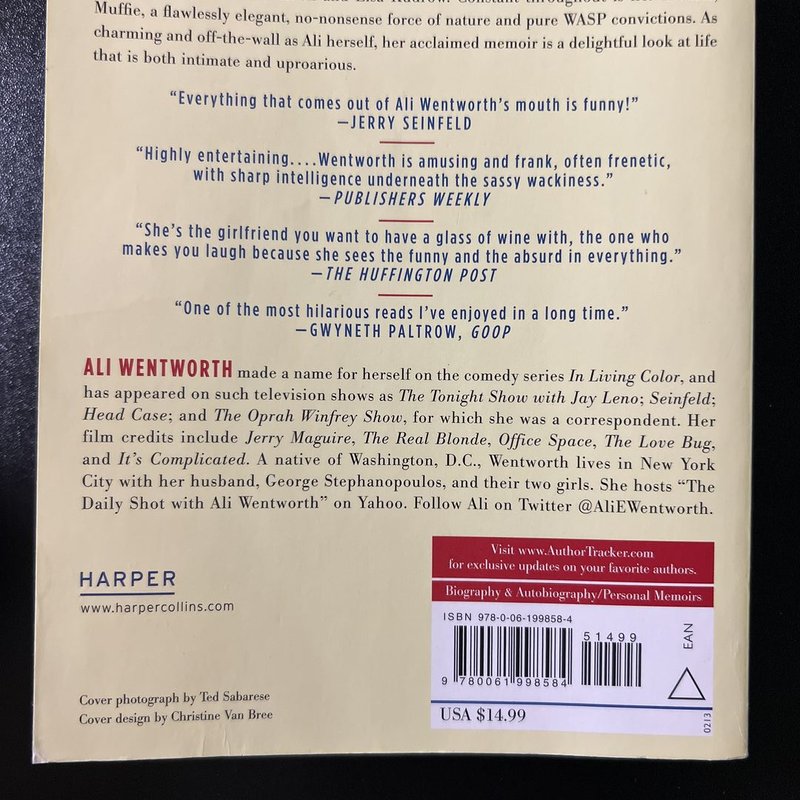 Muffie, a flawlessly elegant, no-nonsense force of nature and pure WASP convictions. As
charming and off-the-wall as Ali herself, her acclaimed memoir is a delightful look at life
that is both intimate and uproarious.
“Everything that comes out of Ali Wentworth’s mouth is funny!”
—JERRY SEINFELD
“Highly entertaining....Wentworth is amusing and frank, often frenetic,
with sharp intelligence underneath the sassy wackiness.”
—PUBLISHERS WEEKLY
“She’s the girlfriend you want to have a glass of wine with, the one who
makes you laugh because she sees the funny and the absurd in everything.”
—THE HUFFINGTON POST
“One of the most hilarious reads I’ve enjoyed in a long time.”
—GWYNETH PALTROW, GOOP
ALI WENTWORTH made a name for herself on the comedy series In Living Color, and
has appeared on such television shows as The Tonight Show with Jay Leno; Seinfeld;
Head Case; and The Oprah Winfrey Show, for which she was a correspondent. Her
film credits include Jerry Maguire, The Real Blonde, Office Space, The Love Bug,
and It’s Complicated. A native of Washington, D.C., Wentworth lives in New York
City with her husband, George Stephanopoulos, and their two girls. She hosts “The
Daily Shot with Ali Wentworth” on Yahoo. Follow Ali on Twitter @AliEWentworth.
HARPER
www.harpercollins.com
Cover photograph by Ted Sabarese
Cover design by Christine Van Bree
Visit www.AuthorTracker.com
for exclusive updates on your favorite authors.
Biography & Autobiography/Personal Memoirs
ISBN 978-0-06-199858-4
51499
EAN
9 780061 998584
USA $14.99
0213